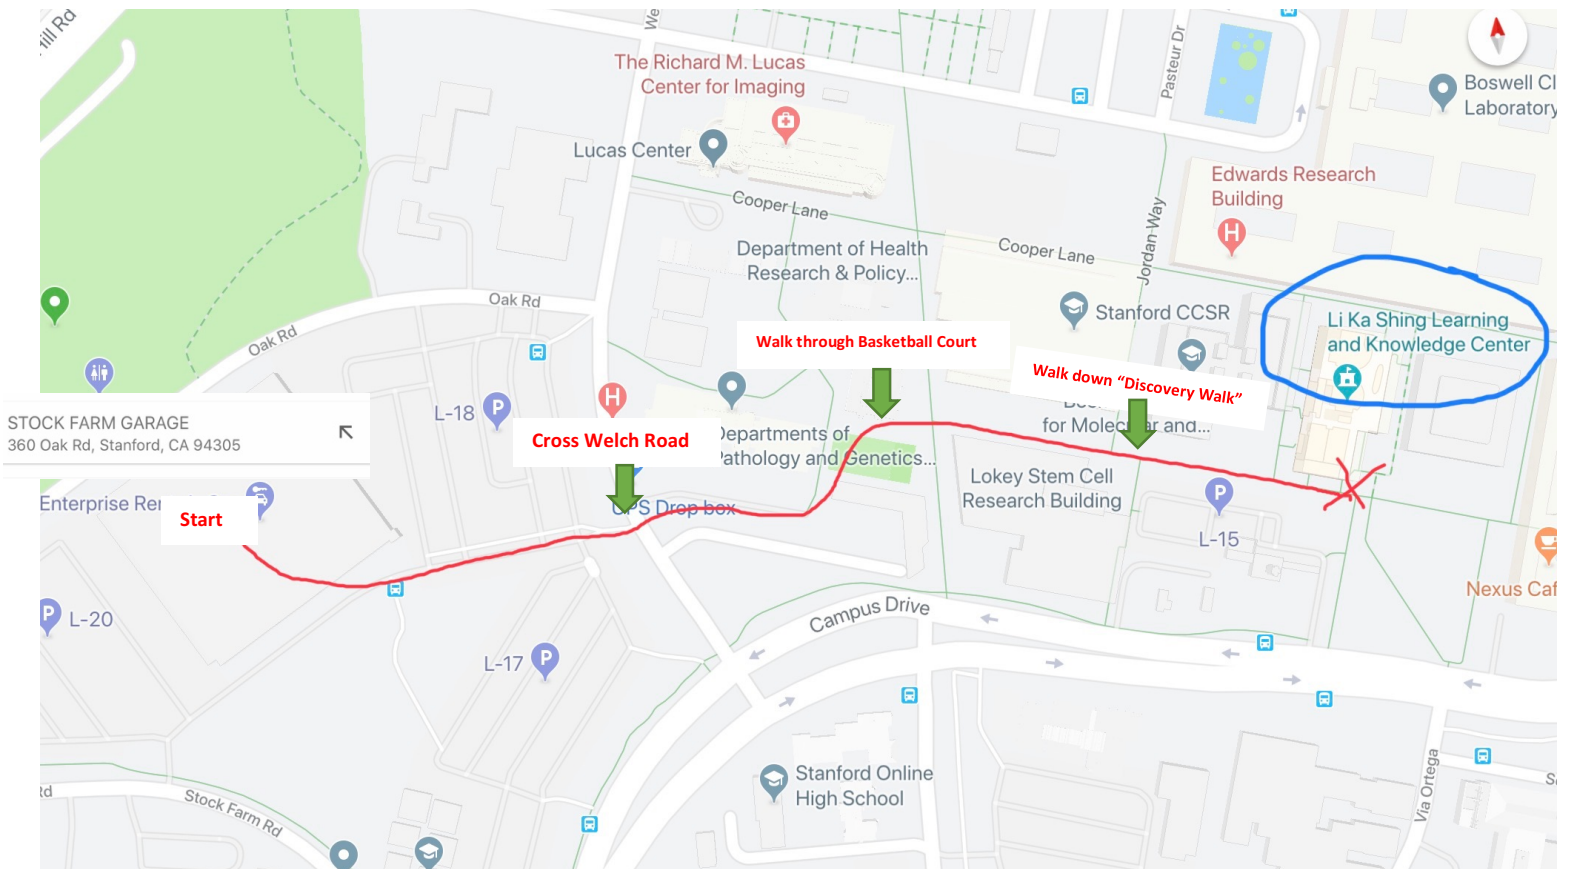 Hill Rd
The Richard M. Lucas
Center for Imaging
Pasteur Dr
Boswell Cl
Laboratory
Lucas Center
Edwards Research
Building
Cooper Lane
Jordan Way
Department of Health
Research & Policy...
Cooper Lane
Oak Rd
Stanford CCSR
Li Ka Shing Learning
and Knowledge Center
Oak Rd
Walk through Basketball Court
Walk down “Discovery Walk”
L-18
P
H
H
for Molecular and...
STOCK FARM GARAGE
360 Oak Rd, Stanford, CA 94305
Cross Welch Road
Departments of
Pathology and Genetics...
Lokey Stem Cell
Research Building
Enterprise
Start
UPS Drop box
P
L-15
Nexus Caf
P
L-20
Campus Drive
L-17
P
Stanford Online
High School
Via Ortega
Stock Farm Rd
Rd